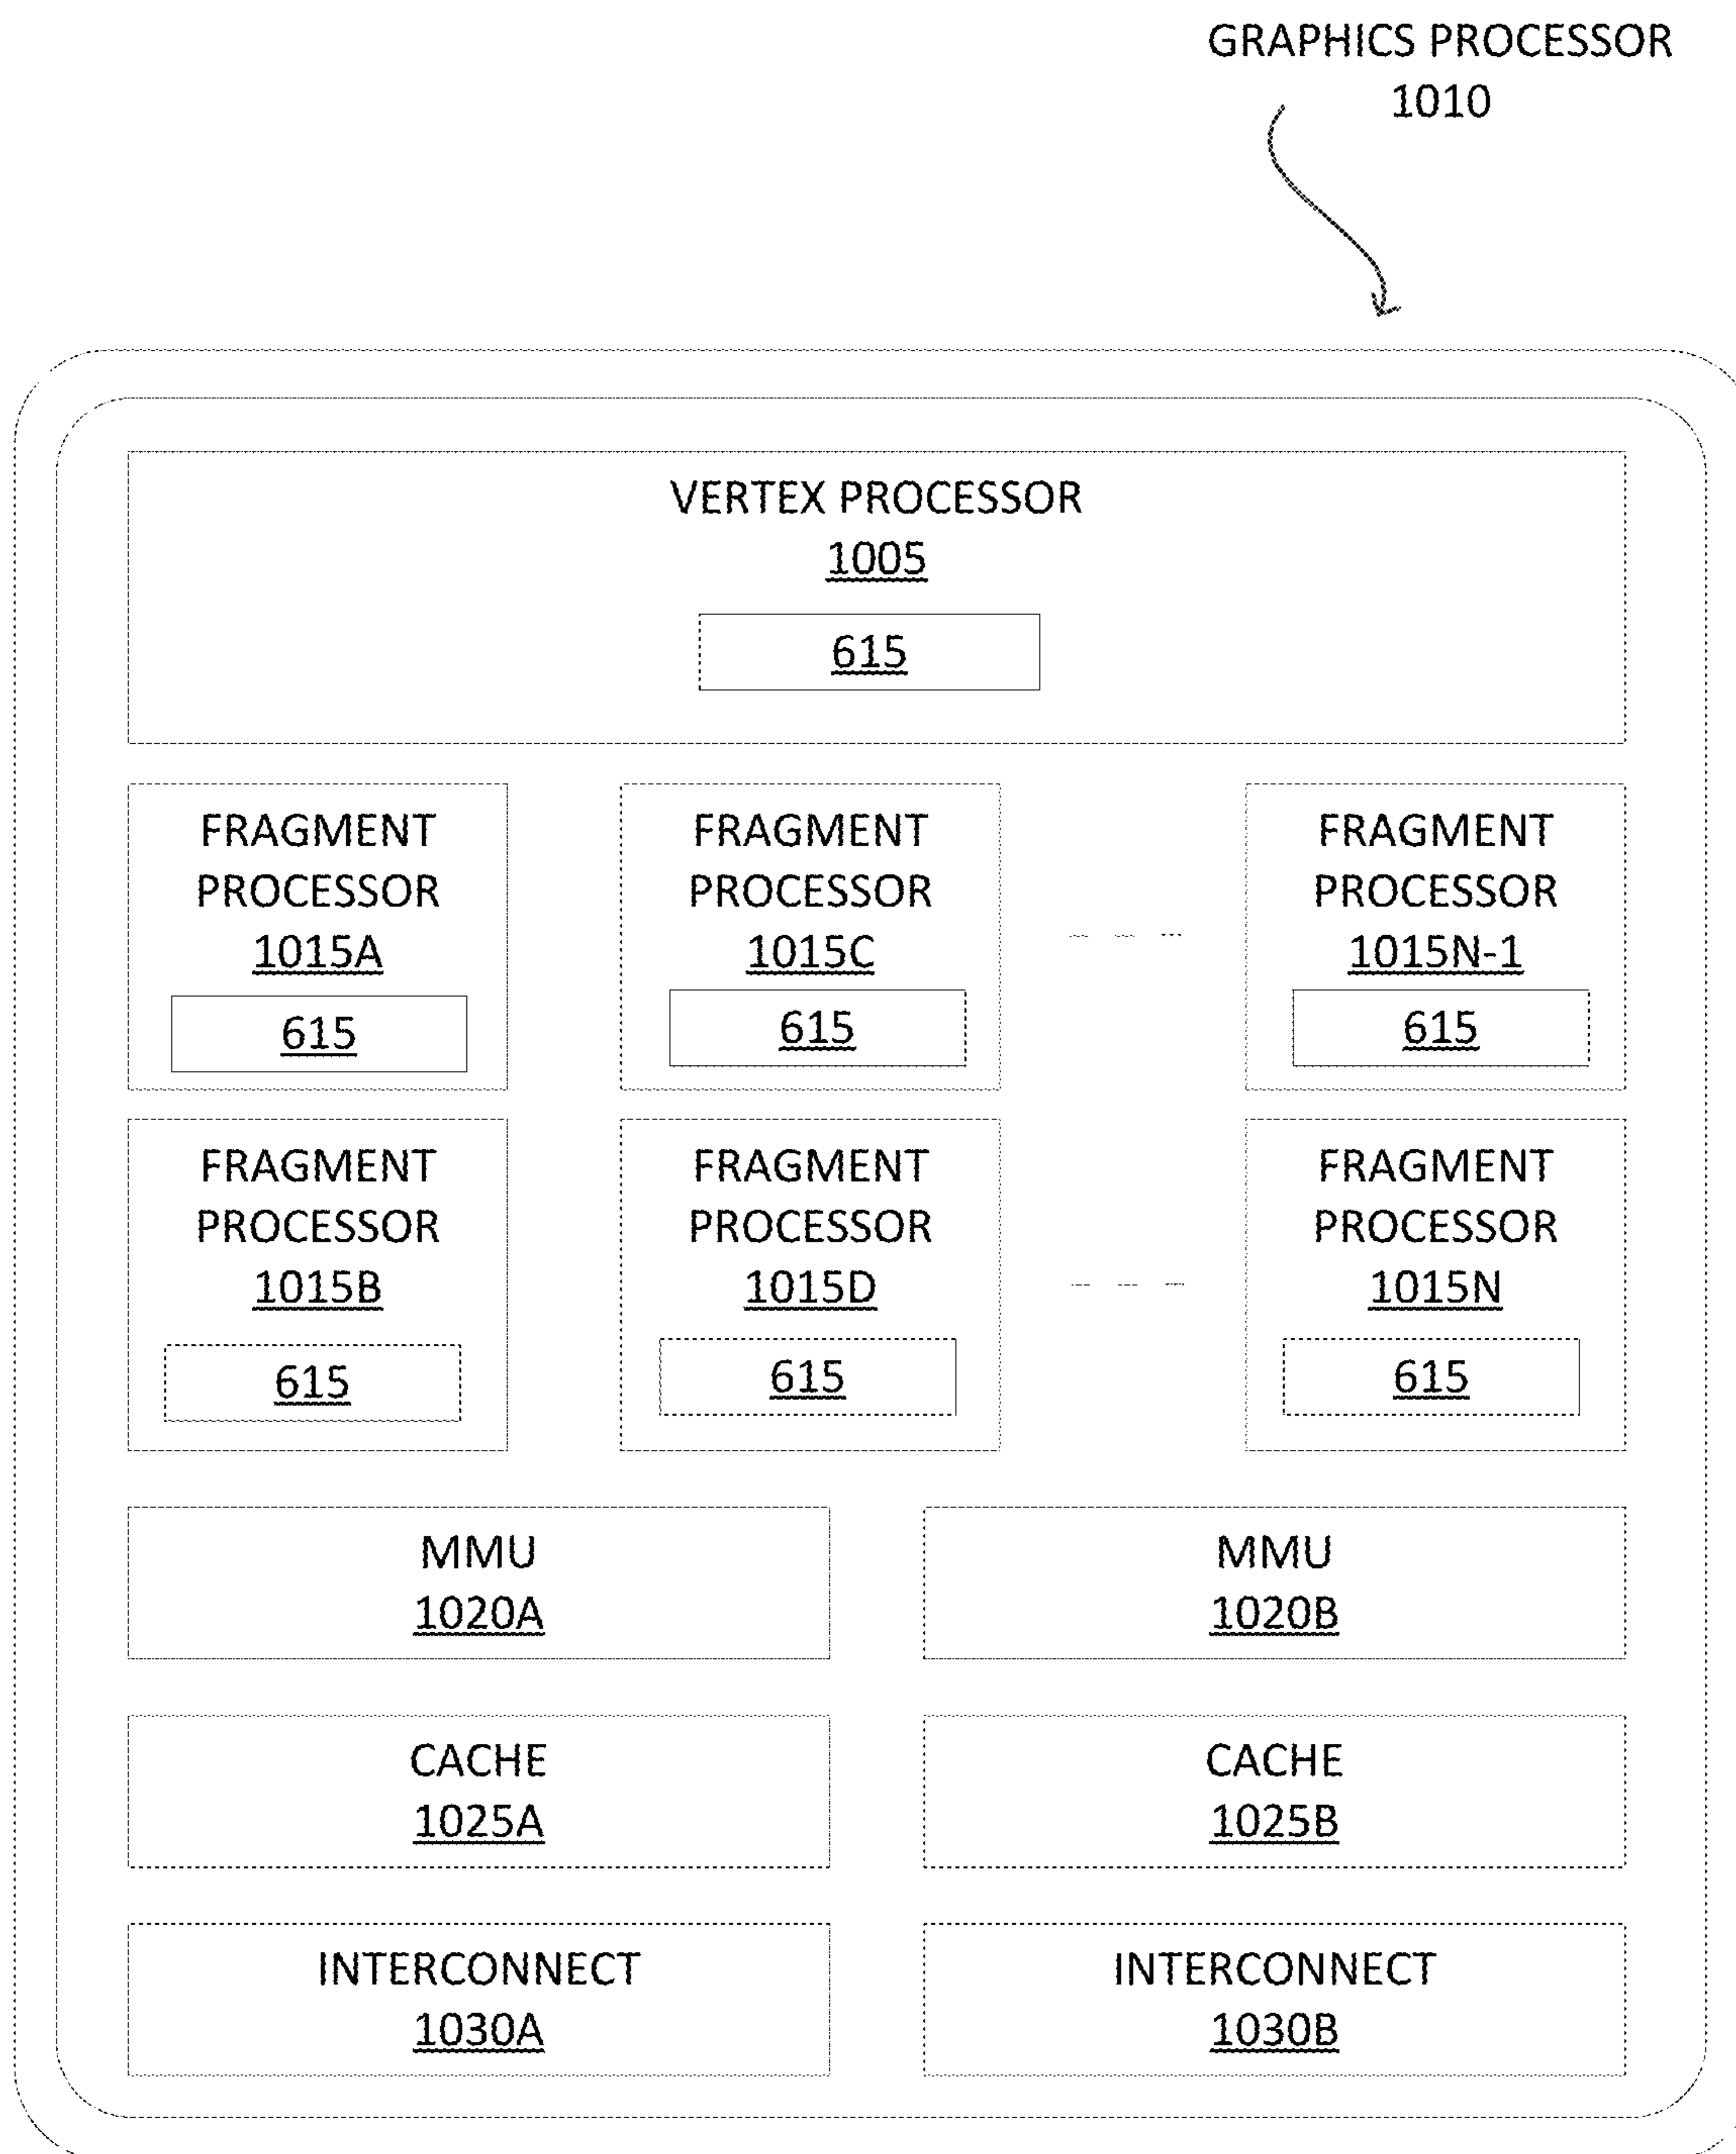 GRAPHICS PROCESSOR
1010
VERTEX PROCESSOR
1005
615
FRAGMENT
PROCESSOR
1015A
615
FRAGMENT
PROCESSOR
1015C
615
FRAGMENT
PROCESSOR
1015N-1
615
FRAGMENT
PROCESSOR
1015B
615
FRAGMENT
PROCESSOR
1015D
615
FRAGMENT
PROCESSOR
1015N
615
MMU
1020A
MMU
1020B
CACHE
1025A
CACHE
1025B
INTERCONNECT
1030A
INTERCONNECT
1030B